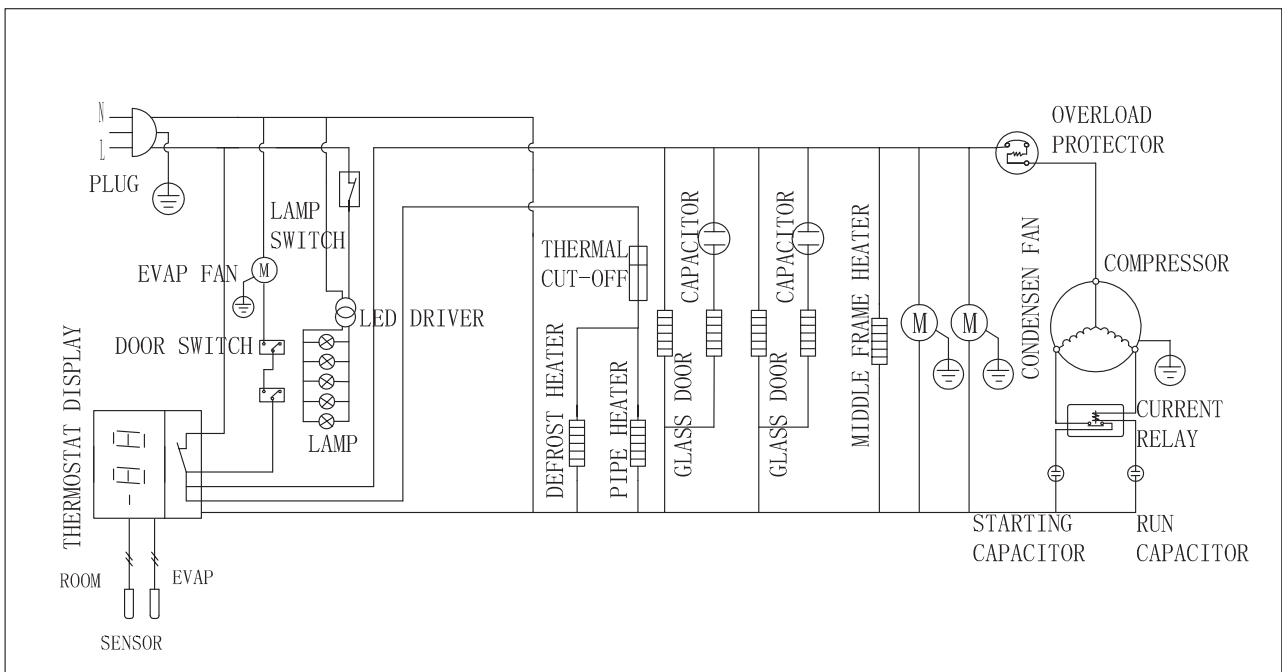 N
L
PLUG
LAMP
SWITCH
EVAP FAN
M
LED DRIVER
DOOR SWITCH
LAMP
THERMOSTAT DISPLAY
ROOM
EVAP
SENSOR
THERMAL
CUT-OFF
DEFROST HEATER
PIPE HEATER
CAPACITOR
GLASS DOOR
CAPACITOR
GLASS DOOR
MIDDLE FRAME HEATER
M
M
CONDENSEN FAN
OVERLOAD
PROTECTOR
COMPRESSOR
CURRENT
RELAY
STARTING
CAPACITOR
RUN
CAPACITOR